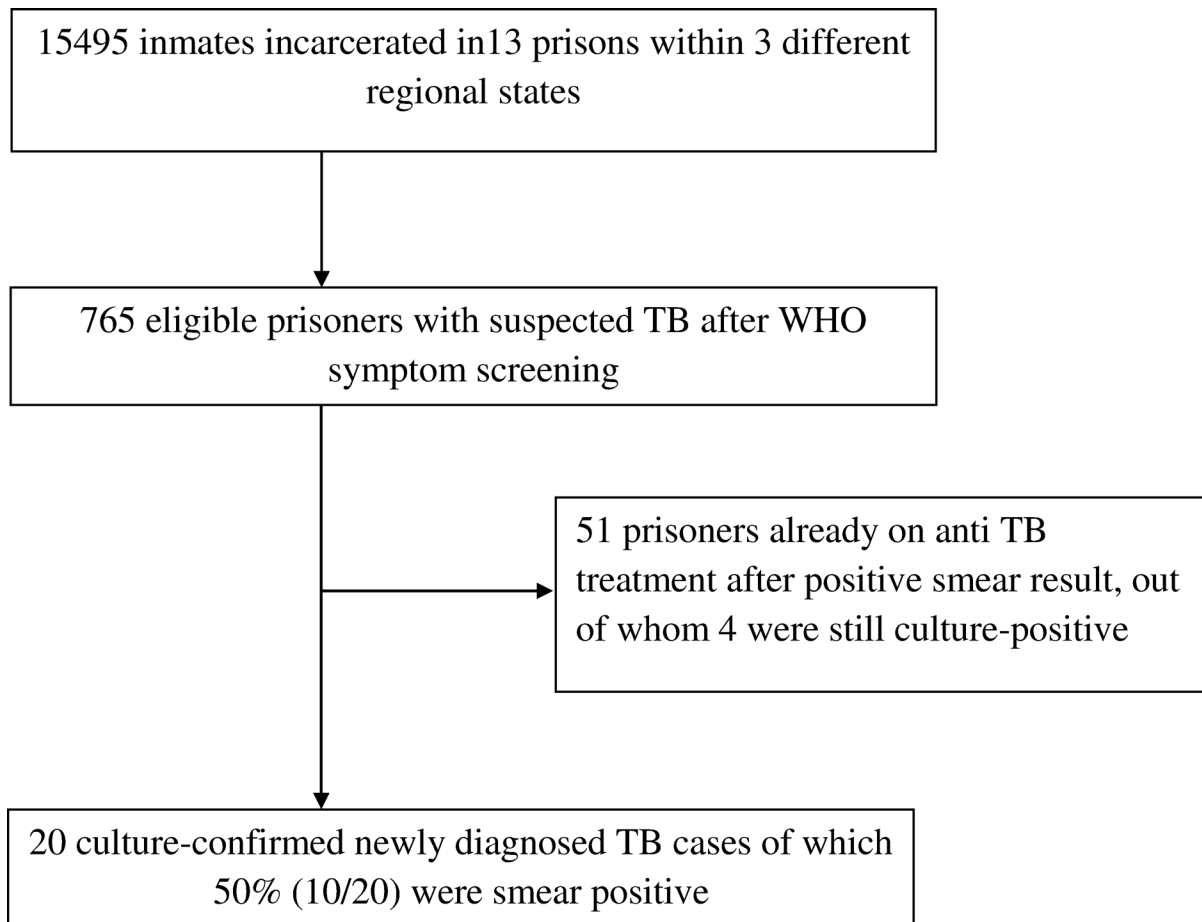 15495 inmates incarcerated in13 prisons within 3 different
regional states
765 eligible prisoners with suspected TB after WHO
symptom screening
51 prisoners already on anti TB
treatment after positive smear result, out
of whom 4 were still culture-positive
20 culture-confirmed newly diagnosed TB cases of which
50% (10/20) were smear positive